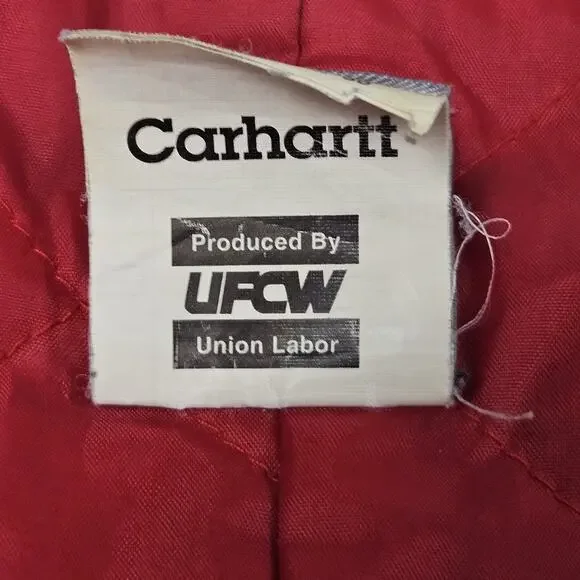 Carhartt
Produced By
UFCW
Union Labor